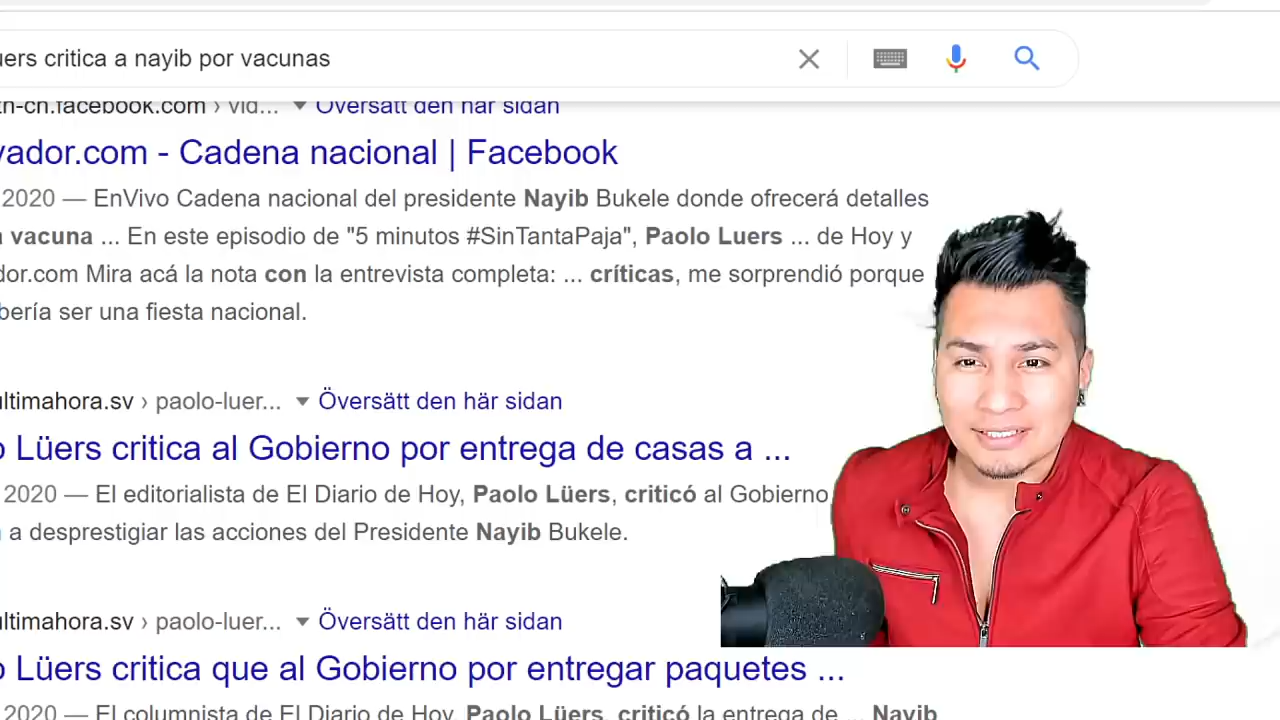 critica a nayib por vacunas
.facebook.com › vid... ▼ Översätt den här sidan
vador.com - Cadena nacional | Facebook
2020 — EnVivo Cadena nacional del presidente Nayib Bukele donde ofrecerá detalles
vacuna ... En este episodio de "5 minutos #SinTantaPaja", Paolo Luers ... de Hoy y
dor.com Mira acá la nota con la entrevista completa: ... críticas, me sorprendió porque
bería ser una fiesta nacional.
ultimahora.sv › paolo-luer... ▼ Översätt den här sidan
o Lüers critica al Gobierno por entrega de casas a ...
2020 — El editorialista de El Diario de Hoy, Paolo Lüers, criticó al Gobierno
a desprestigiar las acciones del Presidente Nayib Bukele.
ultimahora.sv › paolo-luer... ▼ Översätt den här sidan
o Lüers critica que al Gobierno por entregar paquetes ...
2020 — El columnista de El Diario de Hoy, Paolo Lüers, criticó la entrega de ... Nayib